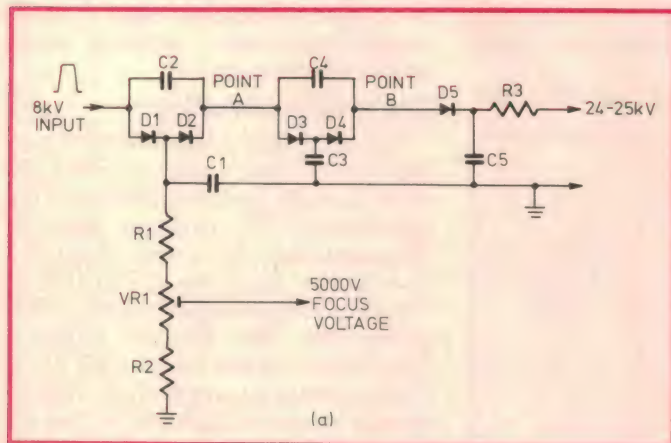 C2
C4
POINT
A
POINT
B
D5
R3
8kV
INPUT
D1
D2
D3
D4
24-25kV
C1
C3
C5
R1
VR1
5000V
FOCUS
VOLTAGE
R2
(a)